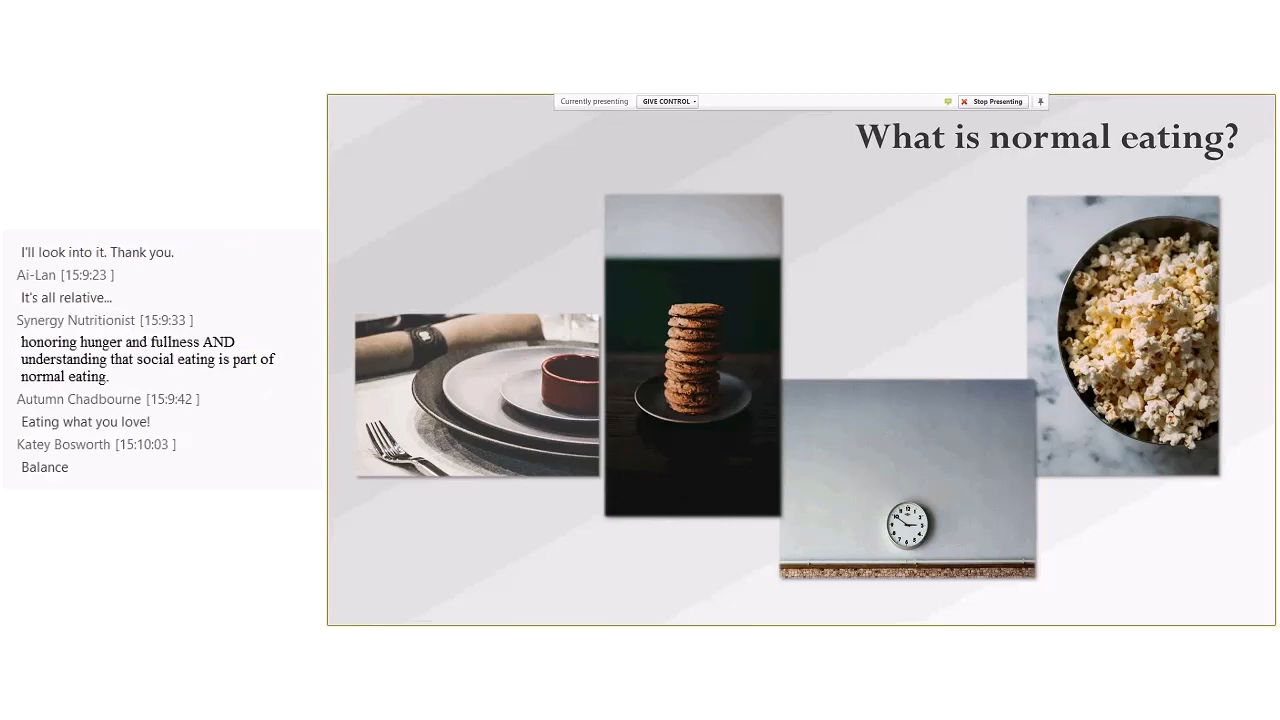 Currently presenting GIVE CONTROL Stop Presenting
What is normal eating?
I'll look into it. Thank you.
Ai-Lan [15:9:23 ]
It's all relative...
Synergy Nutritionist [15:9:33 ]
honoring hunger and fullness AND
understanding that social eating is part of
normal eating.
Autumn Chadbourne [15:9:42 ]
Eating what you love!
Katey Bosworth [15:10:03 ]
Balance